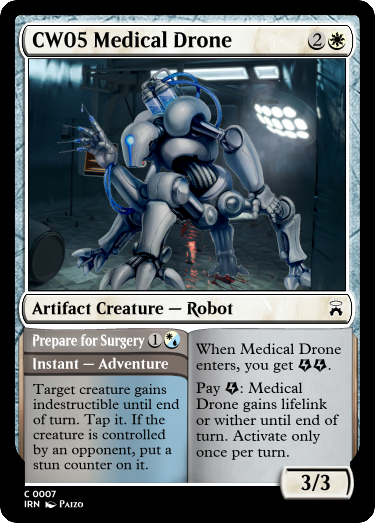 CW05 Medical Drone 2
Artifact Creature — Robot
Prepare for Surgery 1
Instant — Adventure
Target creature gains
indestructible until end
of turn. Tap it. If the
creature is controlled
by an opponent, put a
stun counter on it.
When Medical Drone
enters, you get
.
Pay : Medical
Drone gains lifelink
or wither until end of
turn. Activate only
once per turn.
3/3
C 0007
IRN Paizo